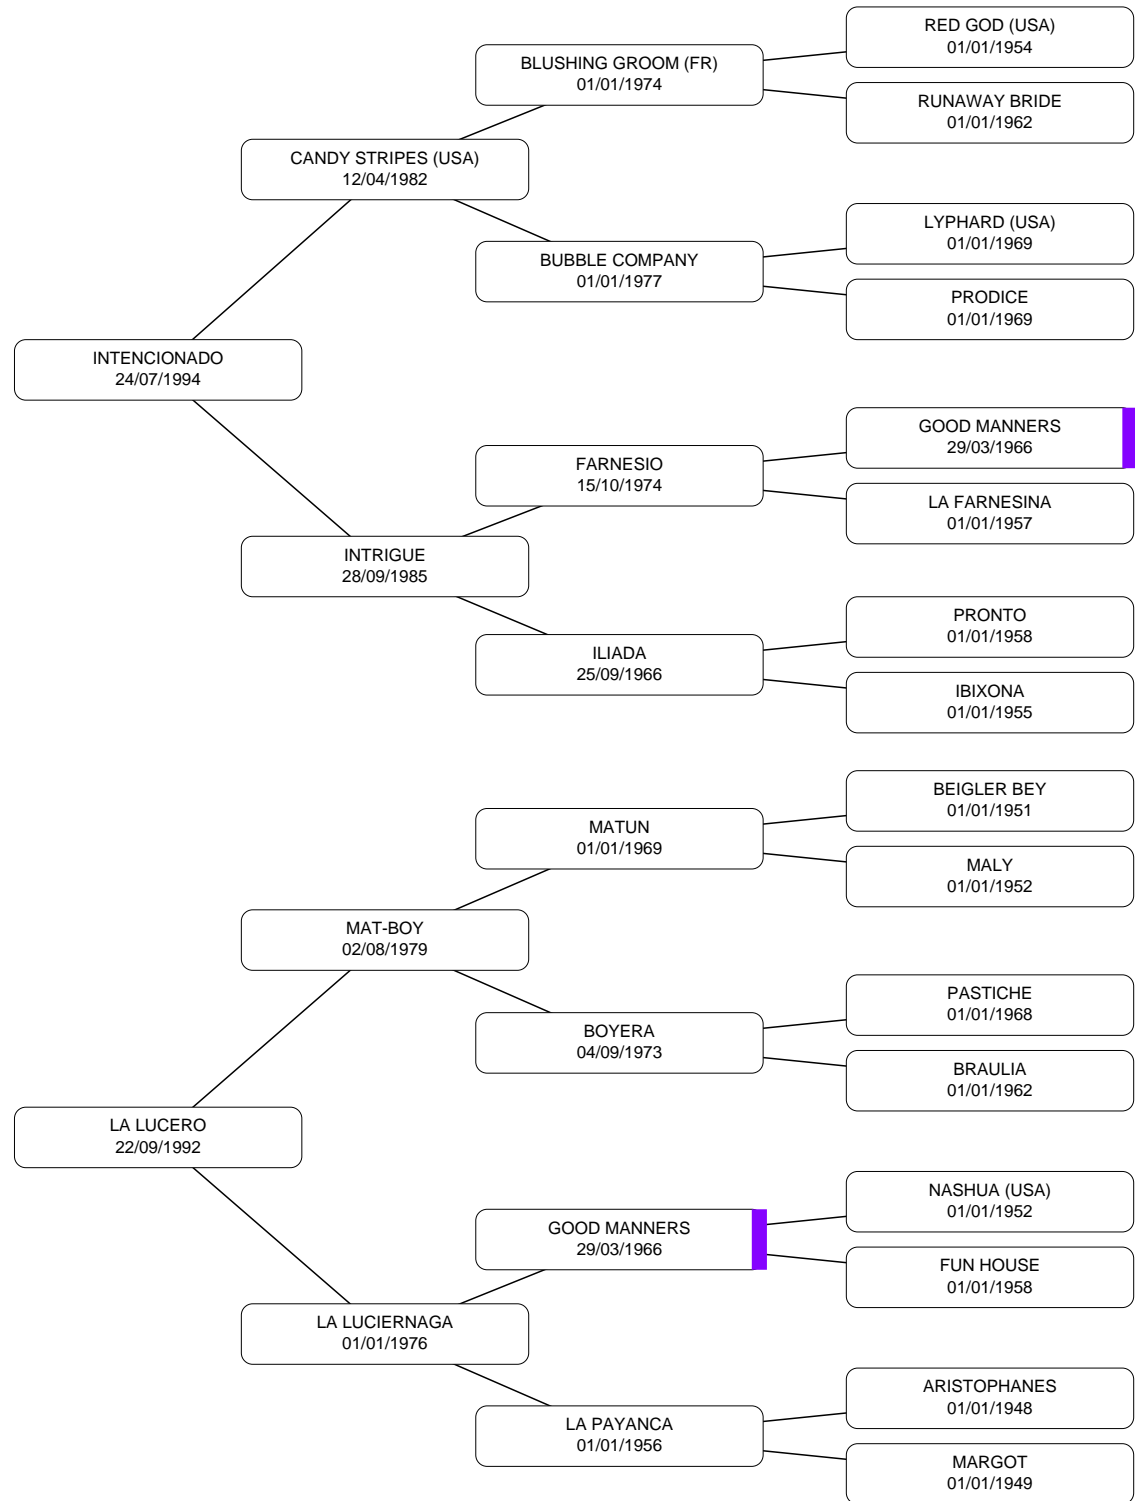 RED GOD (USA)
01/01/1954
BLUSHING GROOM (FR)
01/01/1974
RUNAWAY BRIDE
01/01/1962
CANDY STRIPES (USA)
12/04/1982
LYPHARD (USA)
01/01/1969
BUBBLE COMPANY
01/01/1977
PRODICE
01/01/1969
INTENCIONADO
24/07/1994
GOOD MANNERS
29/03/1966
FARNESIO
15/10/1974
LA FARNESINA
01/01/1957
INTRIGUE
28/09/1985
PRONTO
01/01/1958
ILIADA
25/09/1966
IBIXONA
01/01/1955
BEIGLER BEY
01/01/1951
MATUN
01/01/1969
MALY
01/01/1952
MAT-BOY
02/08/1979
PASTICHE
01/01/1968
BOYERA
04/09/1973
BRAULIA
01/01/1962
LA LUCERO
22/09/1992
NASHUA (USA)
01/01/1952
GOOD MANNERS
29/03/1966
FUN HOUSE
01/01/1958
LA LUCIERNAGA
01/01/1976
ARISTOPHANES
01/01/1948
LA PAYANCA
01/01/1956
MARGOT
01/01/1949